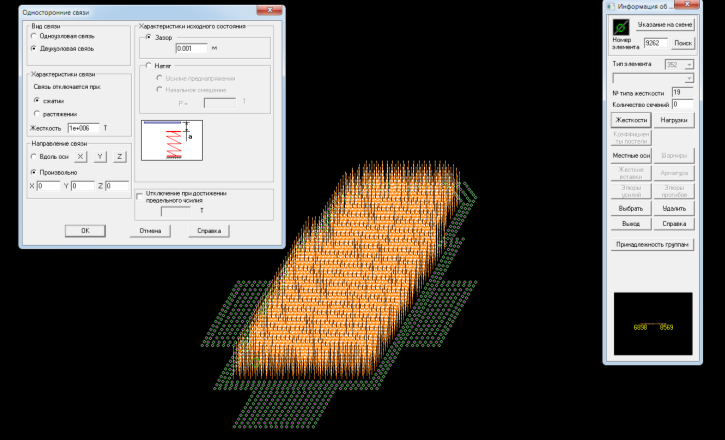 Односторонние связи
Вид связи
Одноузловая связь
Двухузловая связь
Характеристики связи
Связь отключается при:
сжатии
растяжении
Жесткость 1e+006 Т
Направление связи
Вдоль оси X Y Z
Произвольно
X 0 Y 0 Z 0
Характеристики исходного состояния
Зазор
0.001 м
Натяг
Усилие преднапряжения
Начальное смещение
P = Т
a
Отключение при достижении
предельного усилия
Т
OK Отмена Справка
Информация об ...
Указание на схеме
Номер
элемента 9262 Поиск
Тип элемента 352
№ типа жесткости 19
Количество сечений 0
Жесткости Нагрузки
Коэффициен
ты постели
Местные оси Шарниры
Жесткие
вставки Арматура
Эпюры
усилий Эпюры
прогибов
Выбрать Удалить
Выход Справка
Принадлежность группам
6898 8569